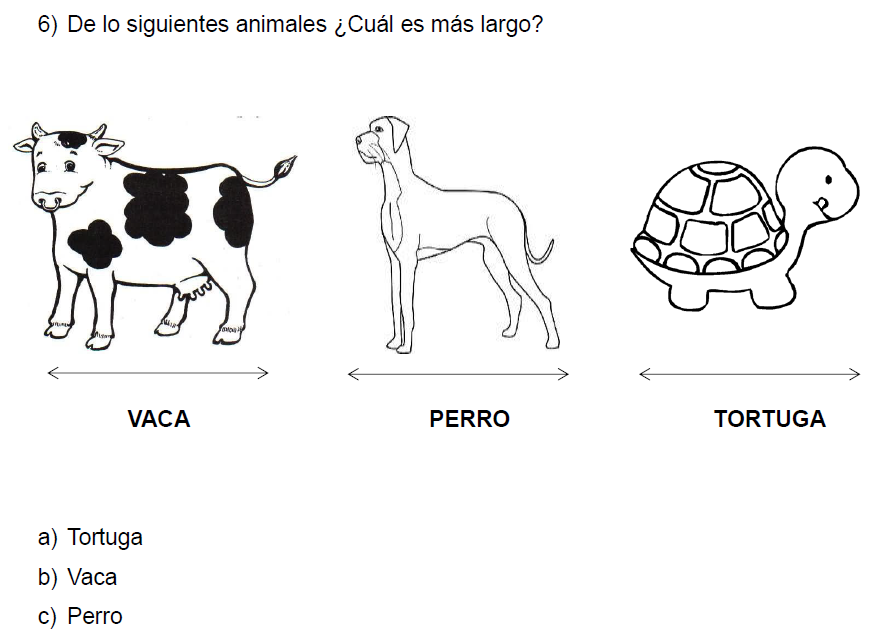 6) De lo siguientes animales ¿Cuál es más largo?
VACA PERRO TORTUGA
a) Tortuga
b) Vaca
c) Perro